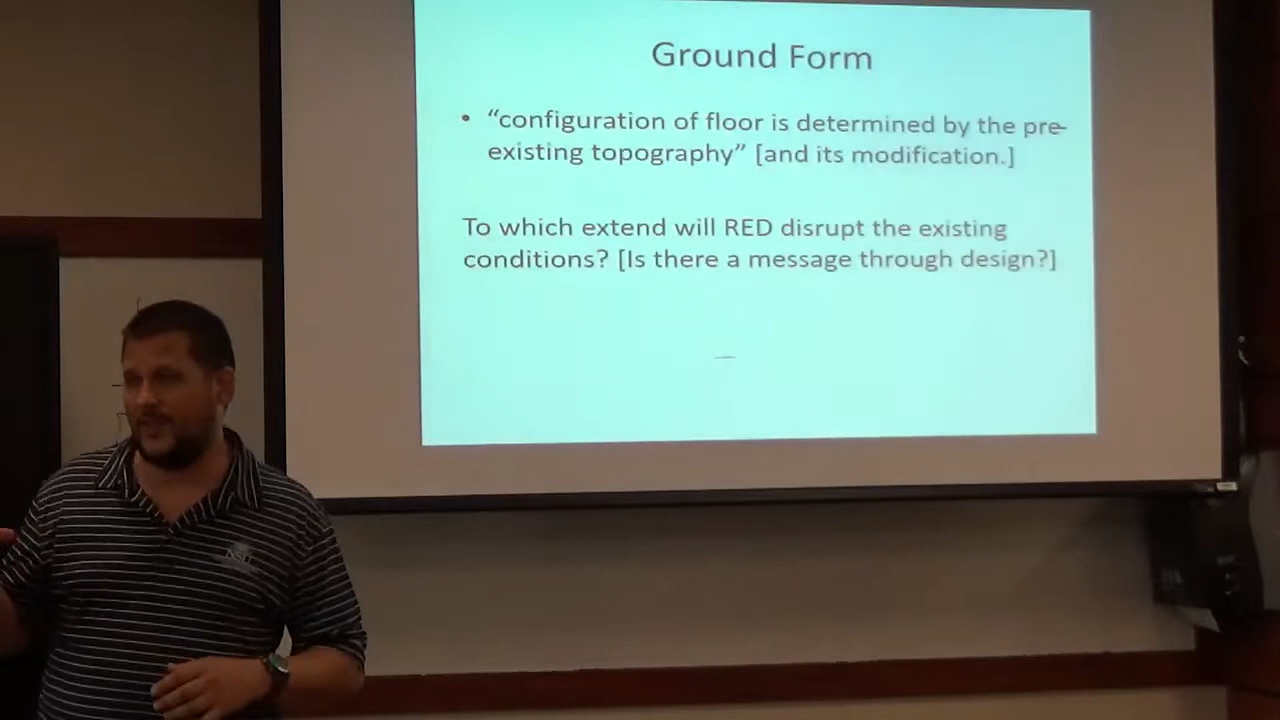 Ground Form
• “configuration of floor is determined by the pre-
existing topography” [and its modification.]
To which extend will RED disrupt the existing
conditions? [Is there a message through design?]